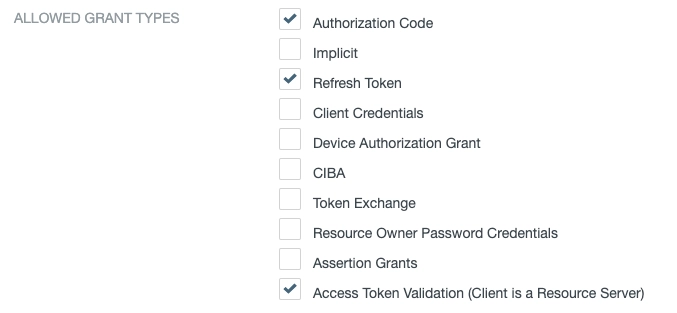 ALLOWED GRANT TYPES
Authorization Code
Implicit
Refresh Token
Client Credentials
Device Authorization Grant
CIBA
Token Exchange
Resource Owner Password Credentials
Assertion Grants
Access Token Validation (Client is a Resource Server)